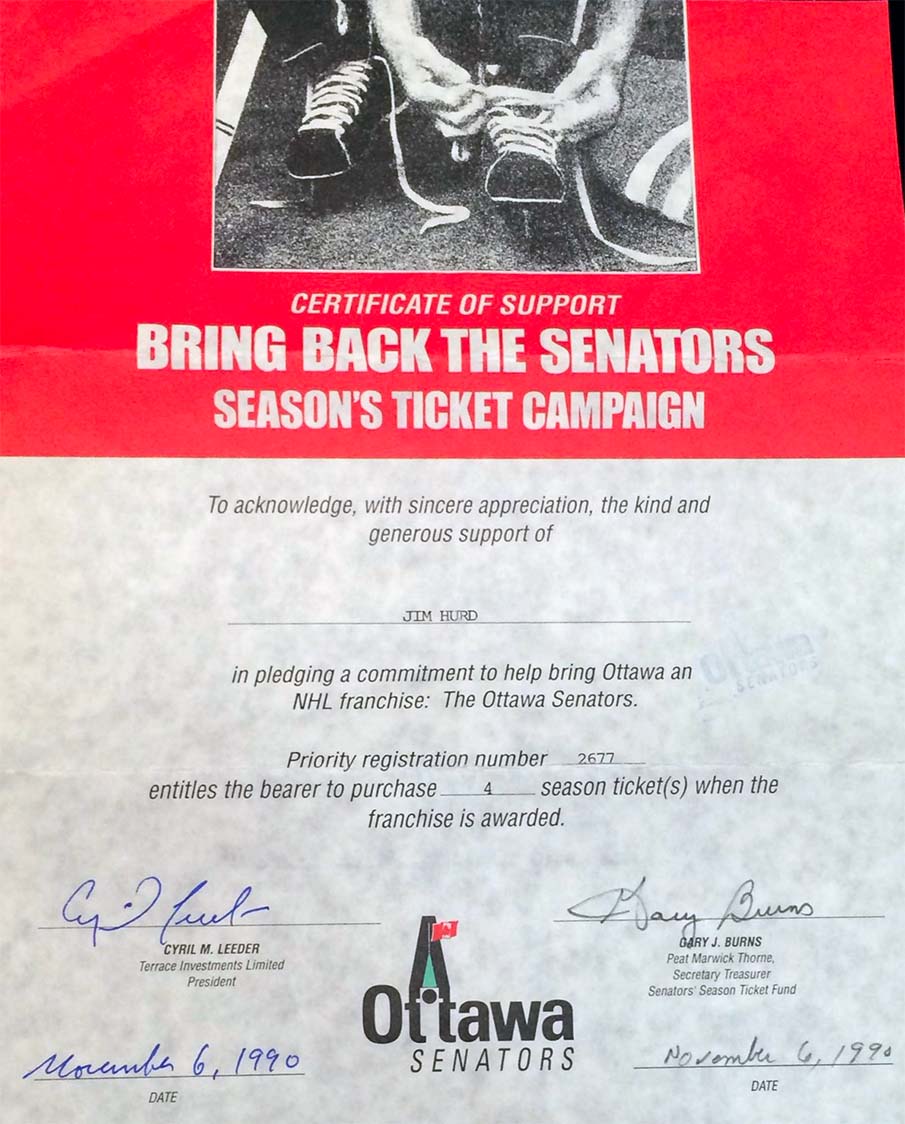 CERTIFICATE OF SUPPORT
BRING BACK THE SENATORS
SEASON'S TICKET CAMPAIGN
To acknowledge, with sincere appreciation, the kind and
generous support of
JIM HURD
in pledging a commitment to help bring Ottawa an
NHL franchise: The Ottawa Senators.
Ottawa
SENATORS
Priority registration number 2677
entitles the bearer to purchase 4 season ticket(s) when the
franchise is awarded.
Gary Burns
CYRIL M. LEEDER
Terrace Investments Limited
President
GARY J. BURNS
Peat Marwick Thorne,
Secretary Treasurer
Senators' Season Ticket Fund
Ottawa
SENATORS
November 6, 1990
DATE
November 6, 1990
DATE